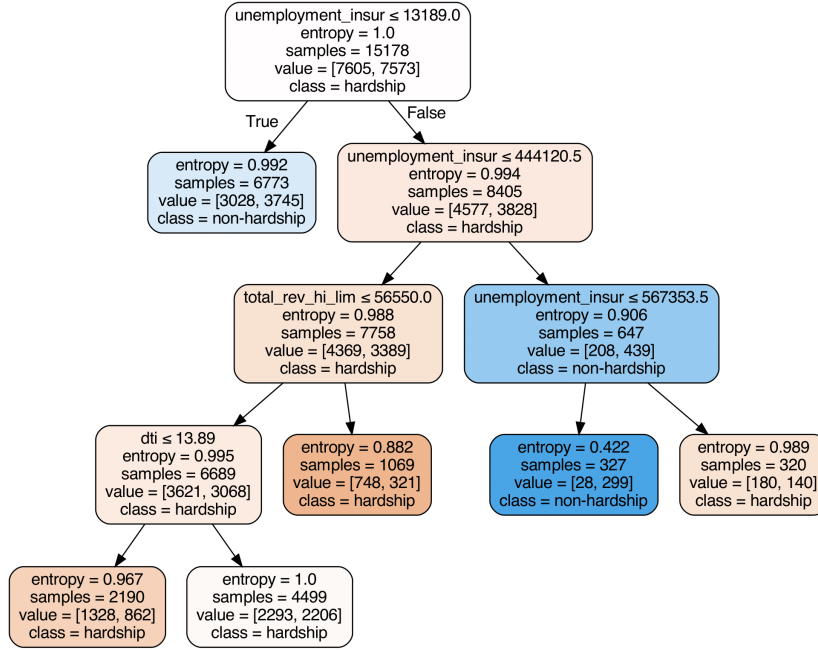 unemployment_insur ≤ 13189.0
entropy = 1.0
samples = 15178
value = [7605, 7573]
class = hardship
True
False
entropy = 0.992
samples = 6773
value = [3028, 3745]
class = non-hardship
unemployment_insur ≤ 444120.5
entropy = 0.994
samples = 8405
value = [4577, 3828]
class = hardship
total_rev_hi_lim ≤ 56550.0
entropy = 0.988
samples = 7758
value = [4369, 3389]
class = hardship
unemployment_insur ≤ 567353.5
entropy = 0.906
samples = 647
value = [208, 439]
class = non-hardship
dti ≤ 13.89
entropy = 0.995
samples = 6689
value = [3621, 3068]
class = hardship
entropy = 0.882
samples = 1069
value = [748, 321]
class = hardship
entropy = 0.422
samples = 327
value = [28, 299]
class = non-hardship
entropy = 0.989
samples = 320
value = [180, 140]
class = hardship
entropy = 0.967
samples = 2190
value = [1328, 862]
class = hardship
entropy = 1.0
samples = 4499
value = [2293, 2206]
class = hardship